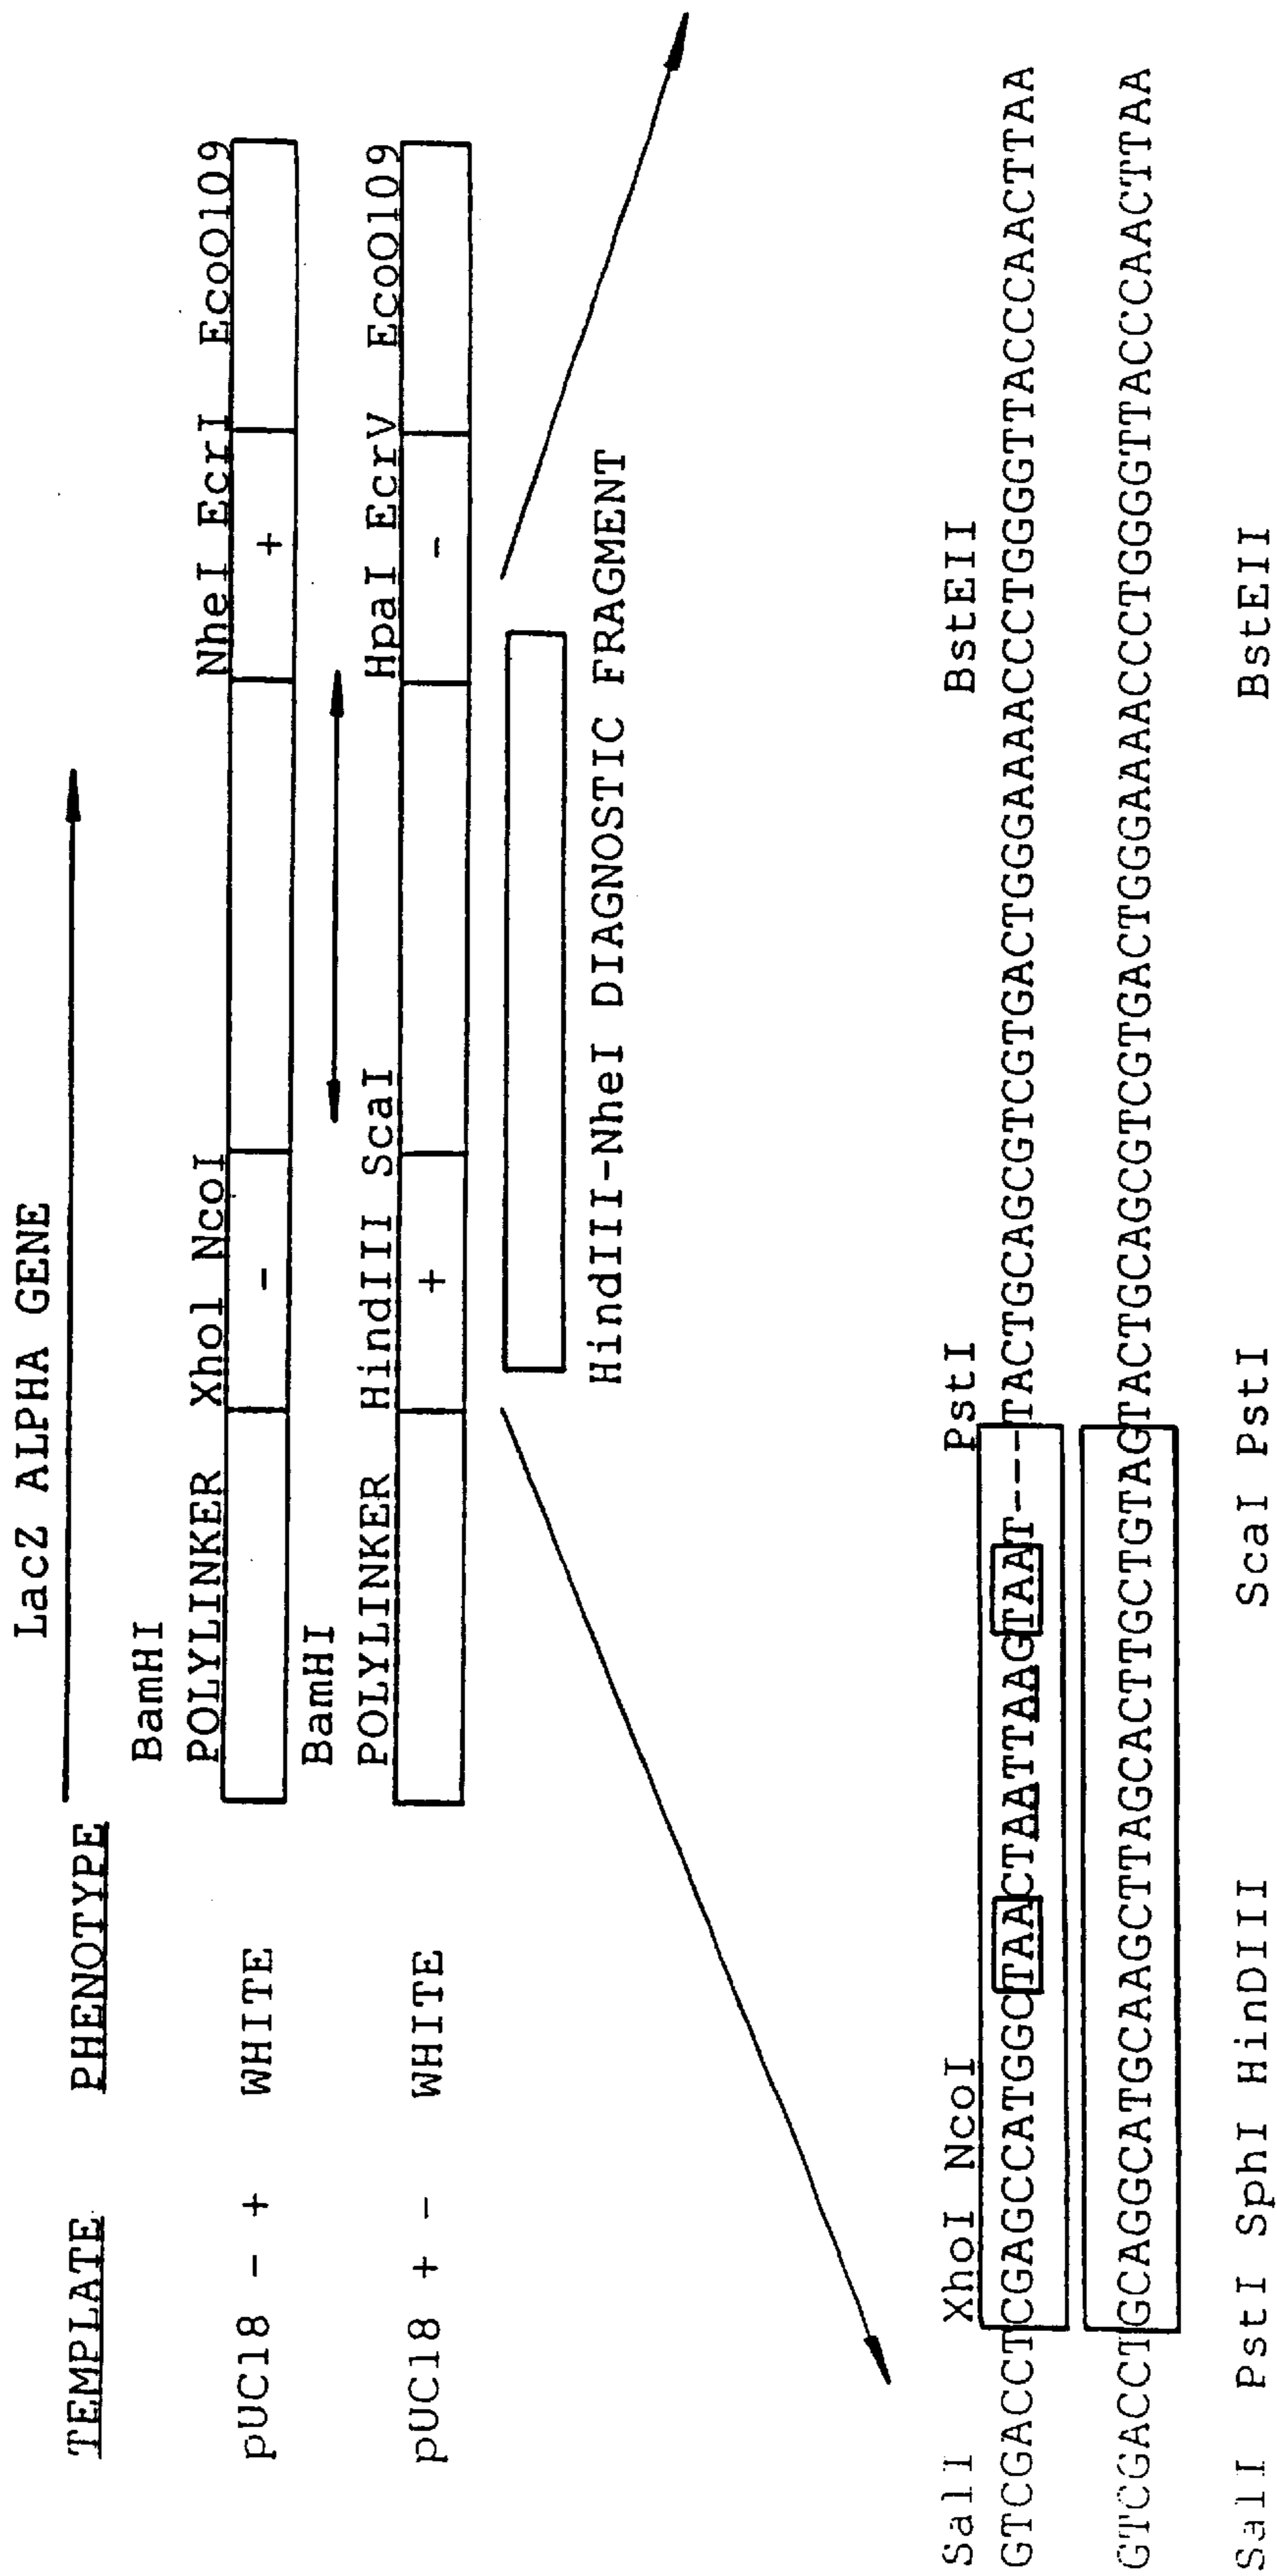 LacZ ALPHA GENE
TEMPLATE PHENOTYPE
BamHI
POLYLINKER XhoI NcoI NheI EcrI EcoO109
pUC18 - + WHITE - +
BamHI
POLYLINKER HindIII ScaI HpaI EcrV EcoO109
pUC18 + - WHITE + -
HindIII-NheI DIAGNOSTIC FRAGMENT
SalI XhoI NcoI PstI BstEII
GTCGACCTCGAGCCATGGCTAACTAATTAAGTAAT----TACTGCAGCGTCGTGACTGGGAAAACCCTGGGGTTACCCAACTTAA
GTCGACCTGCAGGCATGCAAGCTTAGCACTTGCTGTAGTACTGCAGCGTCGTGACTGGGAAAACCCTGGGGTTACCCAACTTAA
SalI PstI SphI HinDIII ScaI PstI BstEII